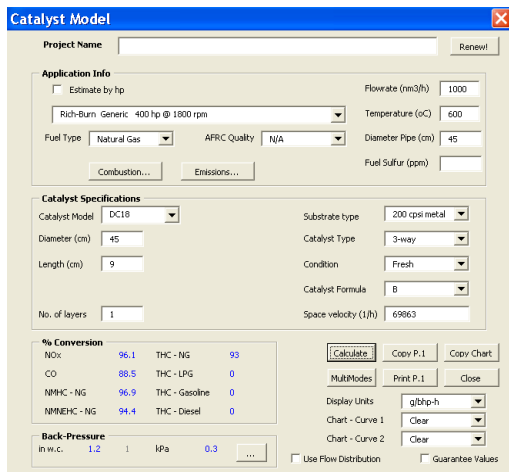 Catalyst Model
Project Name
Renew!
Application Info
Estimate by hp
Flowrate (nm3/h) 1000
Rich-Burn Generic 400 hp @ 1800 rpm
Temperature (oC) 600
Fuel Type Natural Gas AFRC Quality N/A
Diameter Pipe (cm) 45
Fuel Sulfur (ppm)
Combustion... Emissions...
Catalyst Specifications
Catalyst Model DC18
Substrate type 200 cpsi metal
Diameter (cm) 45
Catalyst Type 3-way
Length (cm) 9
Condition Fresh
Catalyst Formula B
No. of layers 1
Space velocity (1/h) 69863
% Conversion
NOx 96.1 THC - NG 93
CO 88.5 THC - LPG 0
NMHC - NG 96.9 THC - Gasoline 0
NMNEHC - NG 94.4 THC - Diesel 0
Calculate Copy P.1 Copy Chart
MultiModes Print P.1 Close
Display Units g/bhp-h
Chart - Curve 1 Clear
Chart - Curve 2 Clear
Back-Pressure
in w.c. 1.2 1 kPa 0.3 ...
Use Flow Distribution Guarantee Values